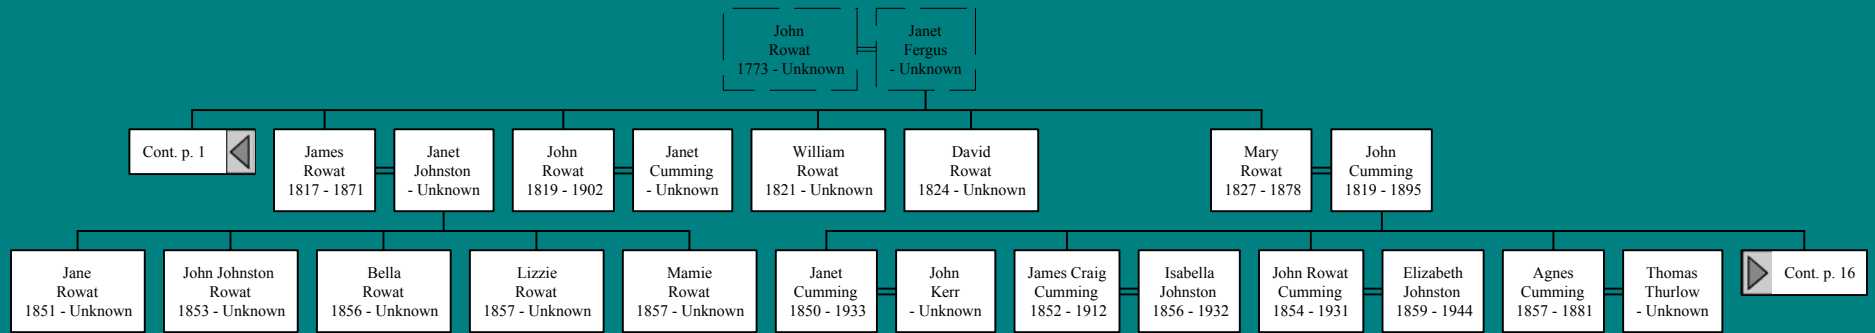 John
Rowat
1773 - Unknown
Janet
Fergus
- Unknown
Cont. p. 1
James
Rowat
1817 - 1871
Janet
Johnston
- Unknown
John
Rowat
1819 - 1902
Janet
Cumming
- Unknown
William
Rowat
1821 - Unknown
David
Rowat
1824 - Unknown
Mary
Rowat
1827 - 1878
John
Cumming
1819 - 1895
Jane
Rowat
1851 - Unknown
John Johnston
Rowat
1853 - Unknown
Bella
Rowat
1856 - Unknown
Lizzie
Rowat
1857 - Unknown
Mamie
Rowat
1857 - Unknown
Janet
Cumming
1850 - 1933
John
Kerr
- Unknown
James Craig
Cumming
1852 - 1912
Isabella
Johnston
1856 - 1932
John Rowat
Cumming
1854 - 1931
Elizabeth
Johnston
1859 - 1944
Agnes
Cumming
1857 - 1881
Thomas
Thurlow
- Unknown
Cont. p. 16